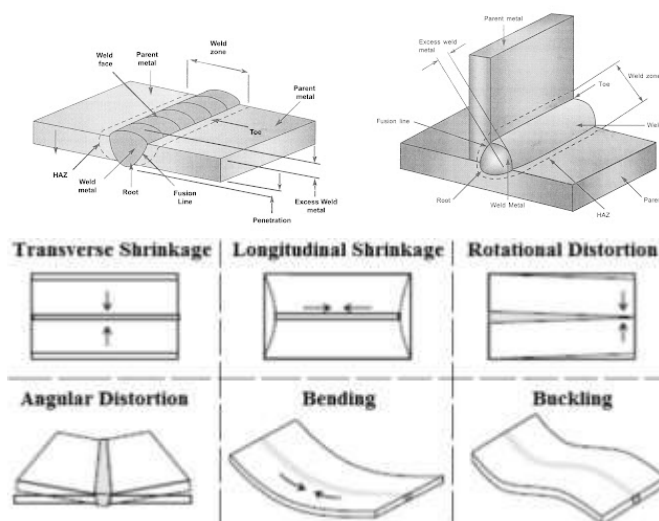 Weld
zone
Weld
face
Parent
metal
Parent
metal
Toe
HAZ
Weld
metal
Root
Fusion
Line
Excess Weld
metal
Penetration
Parent metal
Excess weld
metal
Weld zone
Toe
Fusion line
Weld
Root
Weld Metal
HAZ
Paren
Transverse Shrinkage
Longitudinal Shrinkage
Rotational Distortion
Angular Distortion
Bending
Buckling